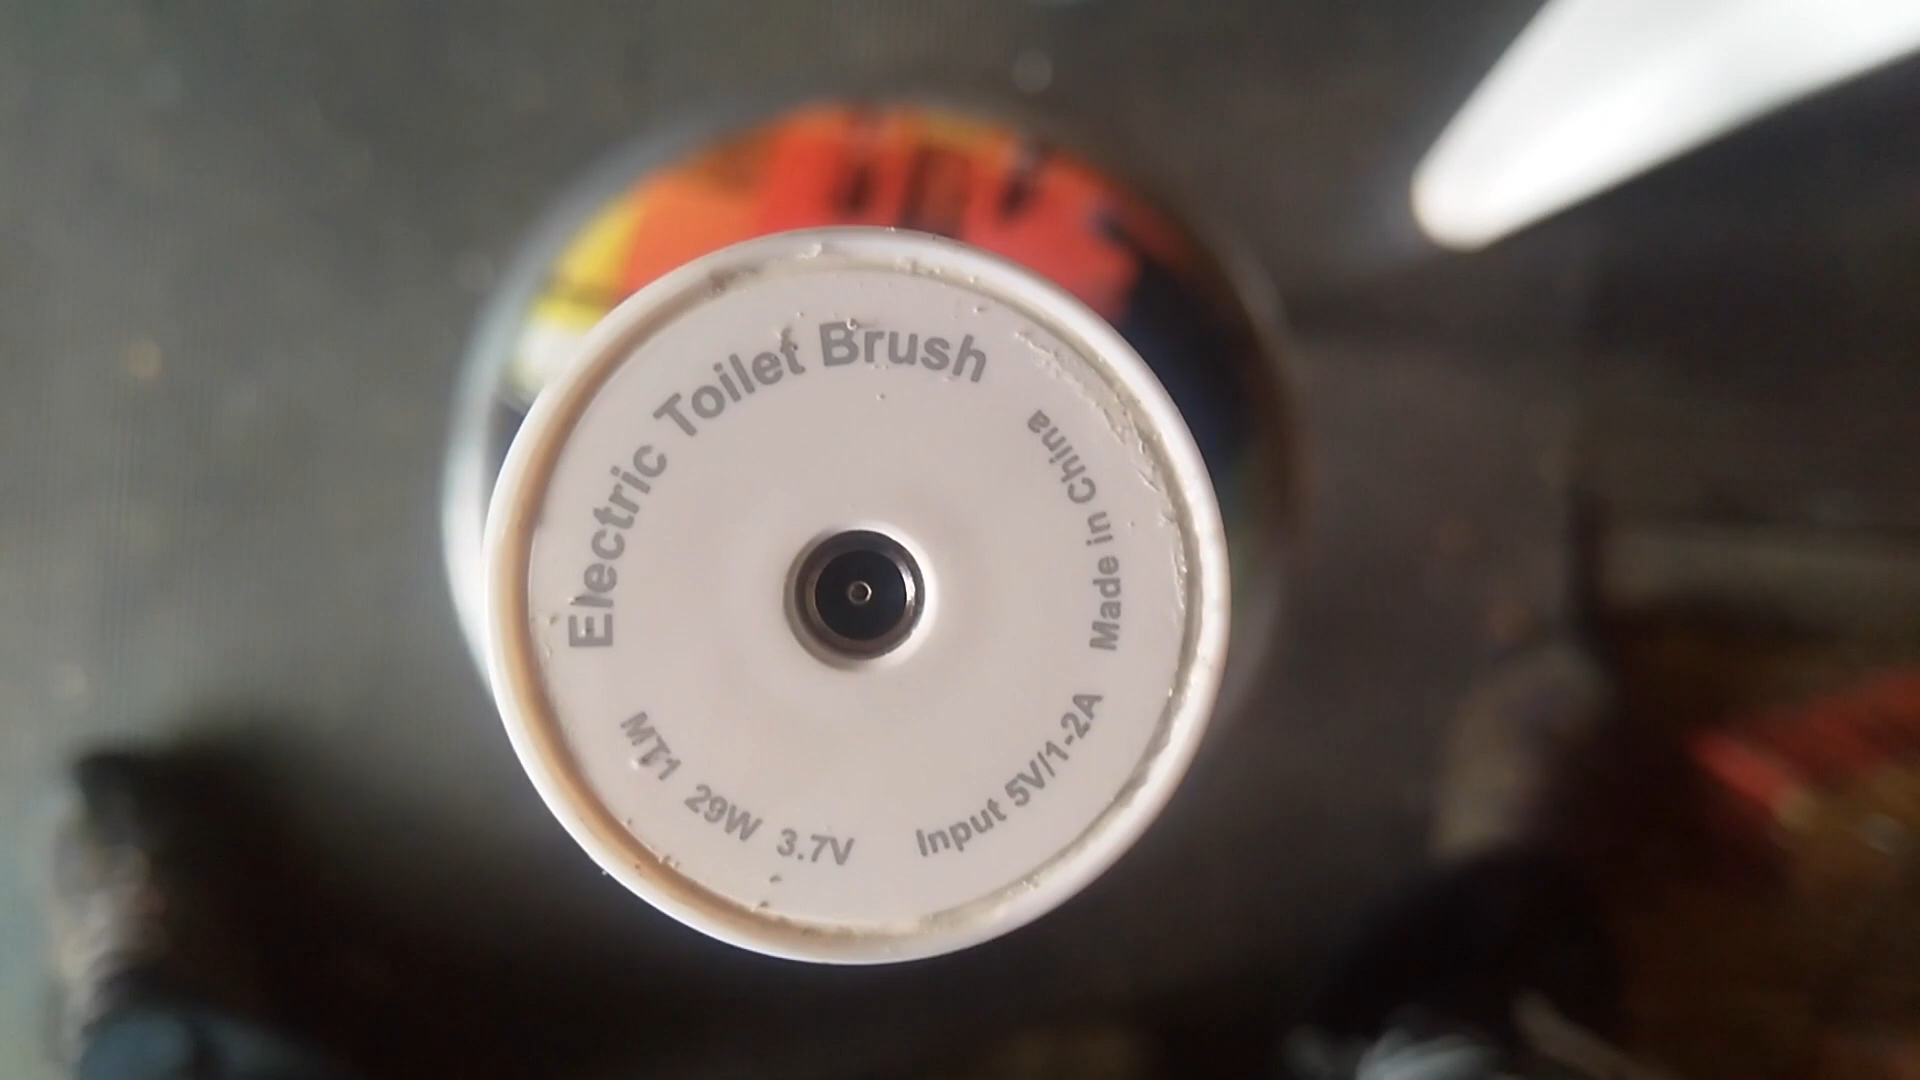 Electric Toilet Brush
Made in China
MT1 29W 3.7V
Input 5V/1-2A